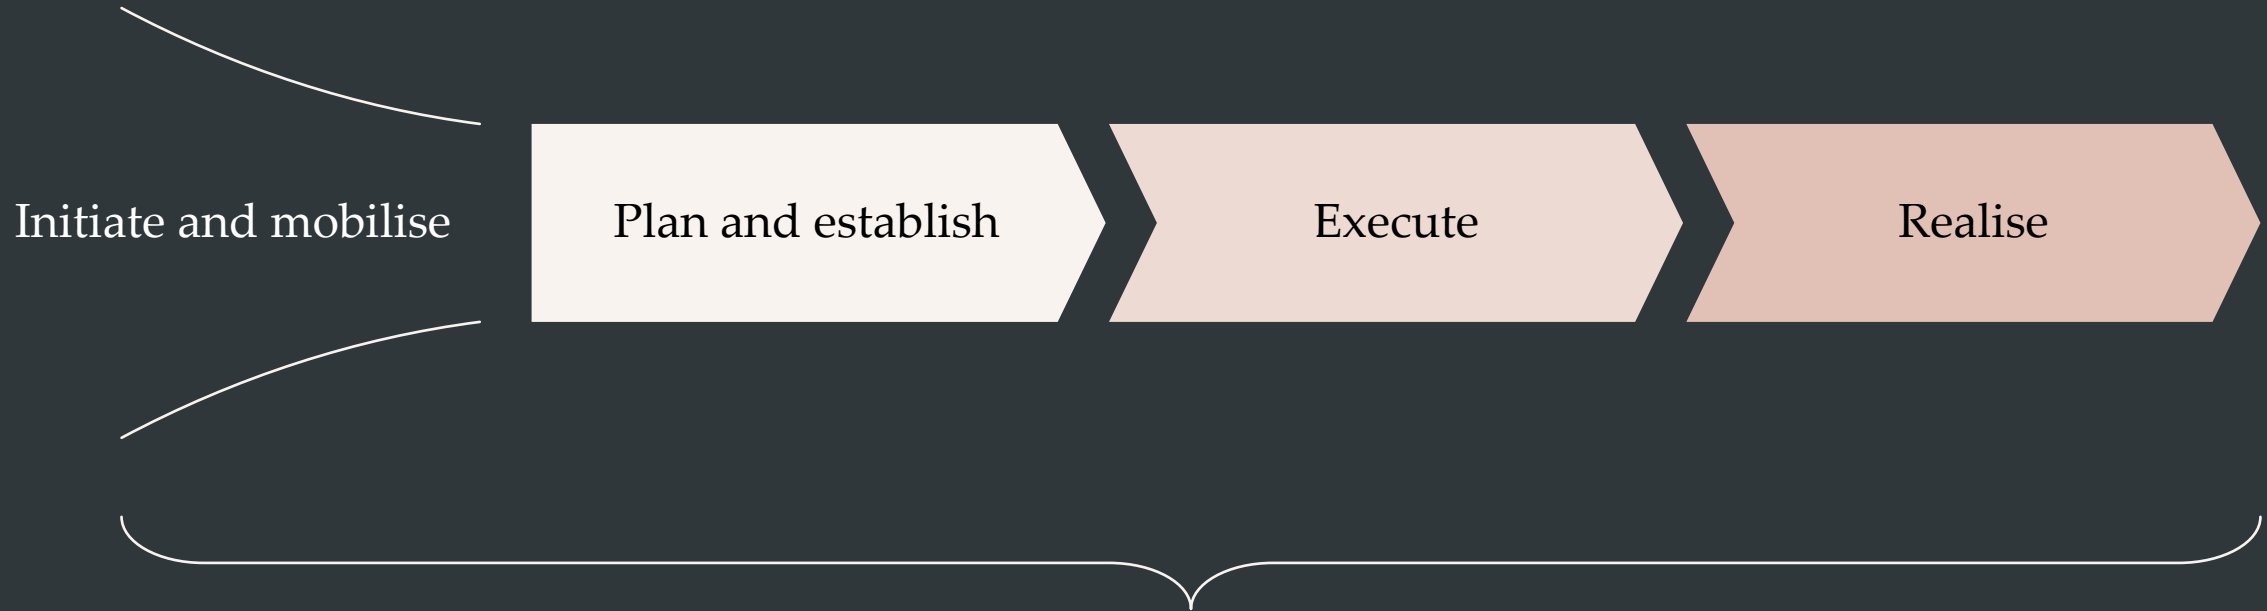 Initiate and mobilise
Plan and establish
Execute
Realise